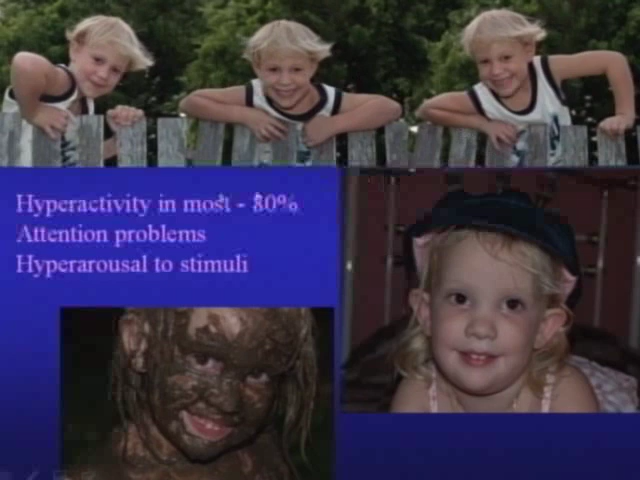 Hyperactivity in most - 80%
Attention problems
Hyperarousal to stimuli